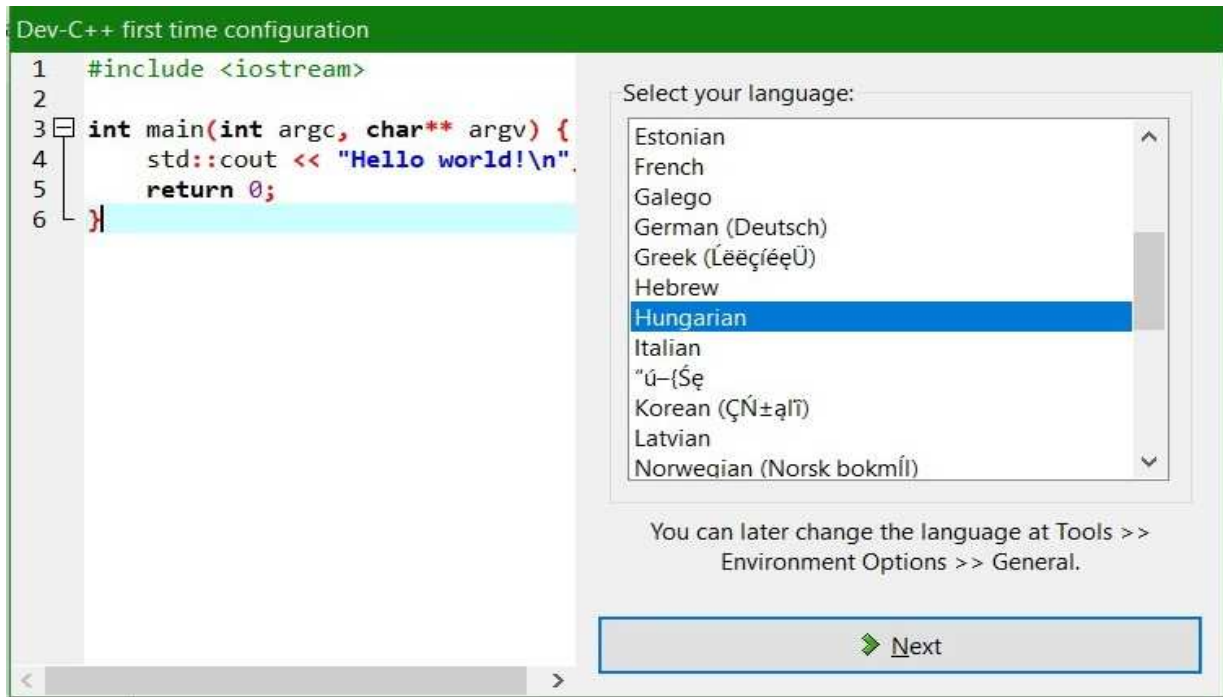 Dev-C++ first time configuration
1 #include <iostream>
2
3 int main(int argc, char** argv) {
4 std::cout << "Hello world!\n"
5 return 0;
6 }
Select your language:
Estonian
French
Galego
German (Deutsch)
Greek (ĹëëçíéęÜ)
Hebrew
Hungarian
Italian
"ú–{Śę
Korean (ÇŃ±ąľî)
Latvian
Norwegian (Norsk bokmĺl)
You can later change the language at Tools >>
Environment Options >> General.
Next